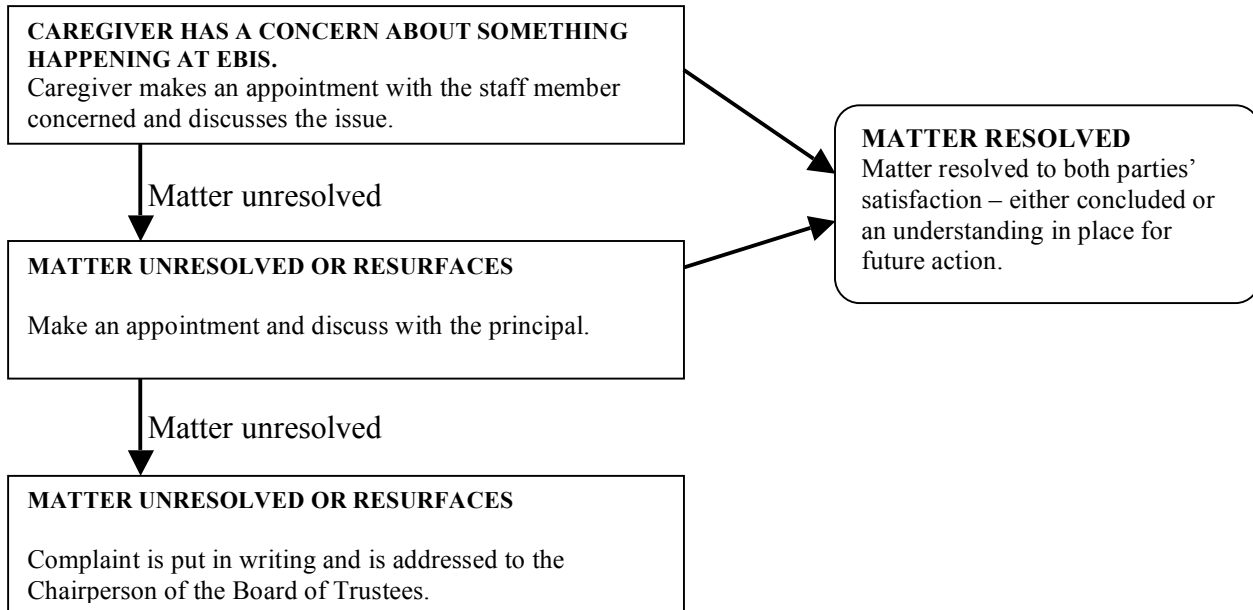 CAREGIVER HAS A CONCERN ABOUT SOMETHING
HAPPENING AT EBIS.
Caregiver makes an appointment with the staff member
concerned and discusses the issue.
MATTER RESOLVED
Matter resolved to both parties’
satisfaction – either concluded or
an understanding in place for
future action.
Matter unresolved
MATTER UNRESOLVED OR RESURFACES
Make an appointment and discuss with the principal.
Matter unresolved
MATTER UNRESOLVED OR RESURFACES
Complaint is put in writing and is addressed to the
Chairperson of the Board of Trustees.